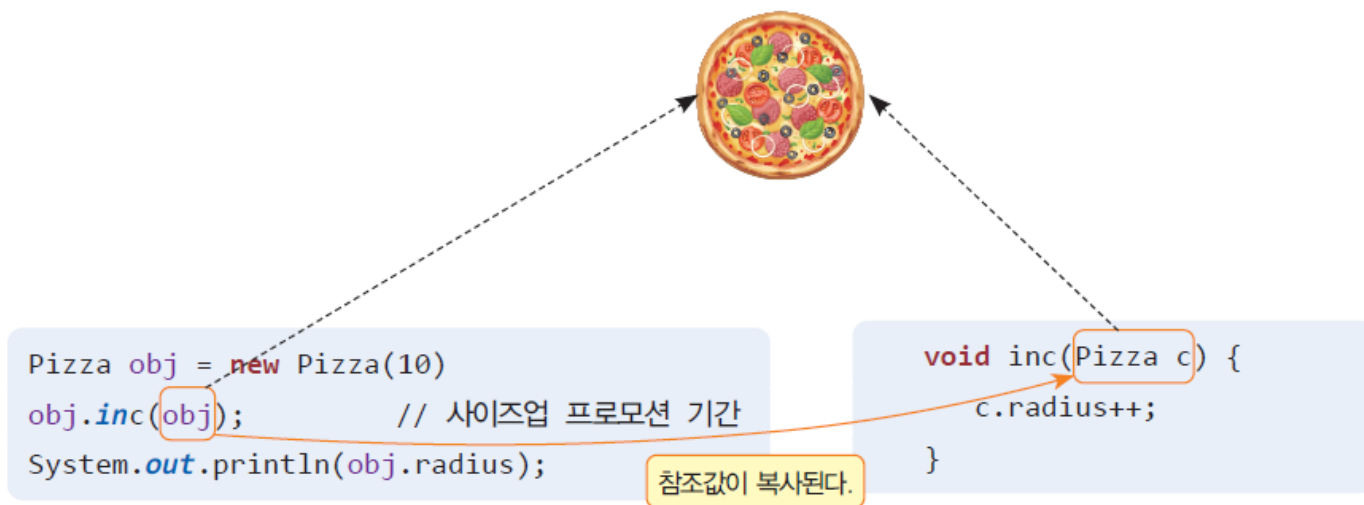 Pizza obj = new Pizza(10)
obj.inc(obj); // 사이즈업 프로모션 기간
System.out.println(obj.radius);
void inc(Pizza c) {
c.radius++;
}
참조값이 복사된다.